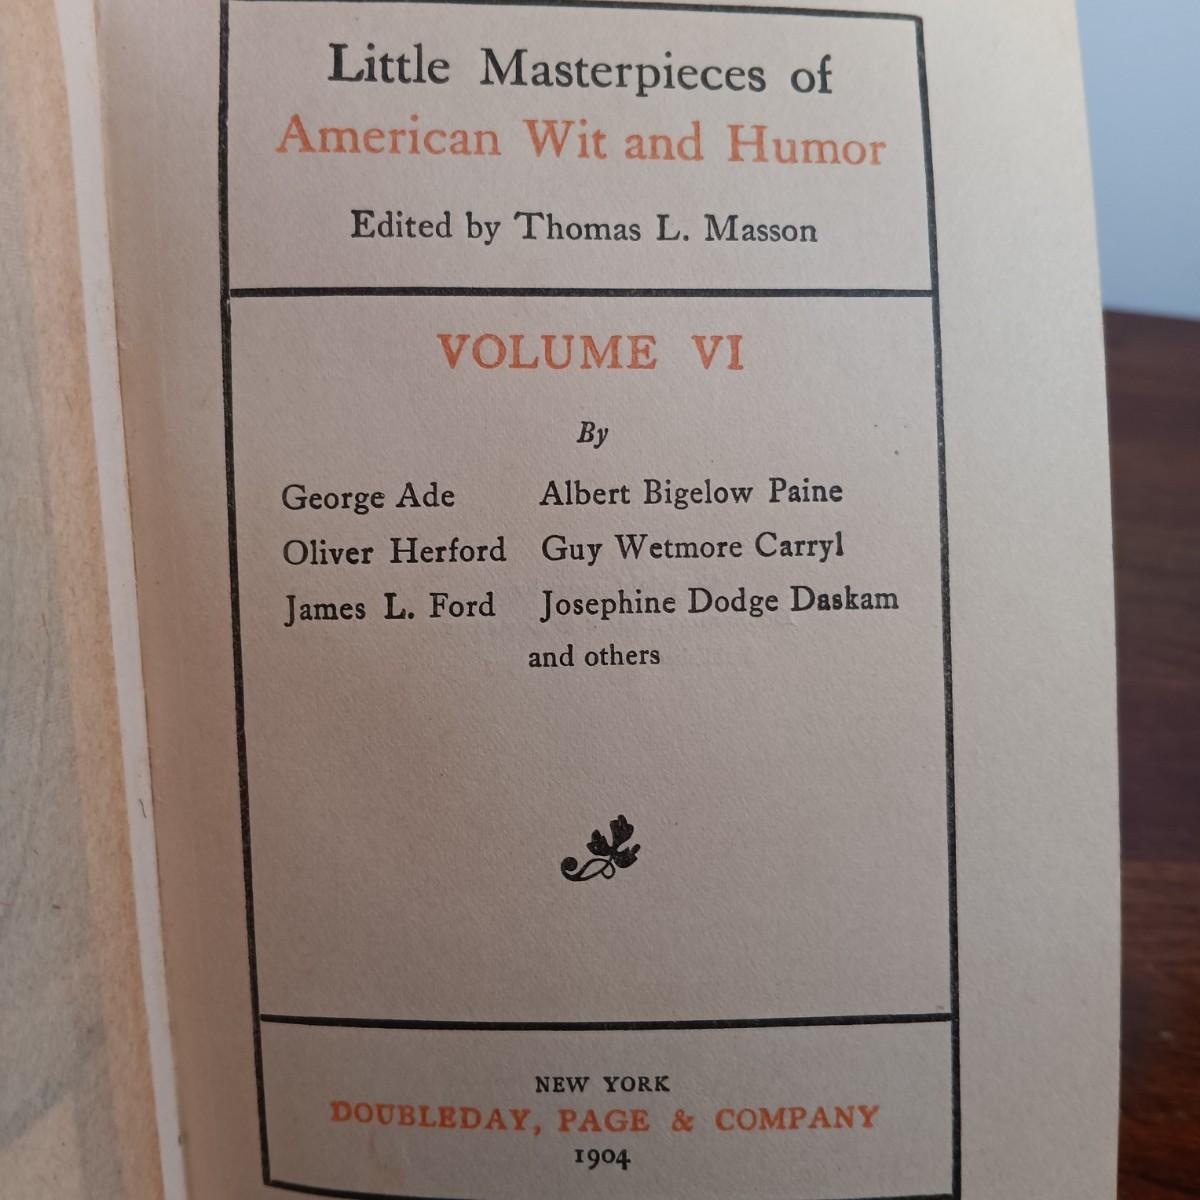 Little Masterpieces of
American Wit and Humor
Edited by Thomas L. Masson
VOLUME VI
By
George Ade Albert Bigelow Paine
Oliver Herford Guy Wetmore Carryl
James L. Ford Josephine Dodge Daskam
and others
NEW YORK
DOUBLEDAY, PAGE & COMPANY
1904